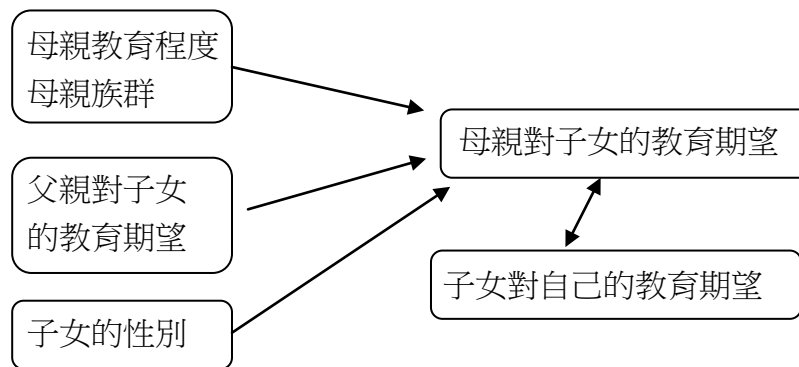 母親教育程度
母親族群
母親對子女的教育期望
父親對子女
的教育期望
子女對自己的教育期望
子女的性別